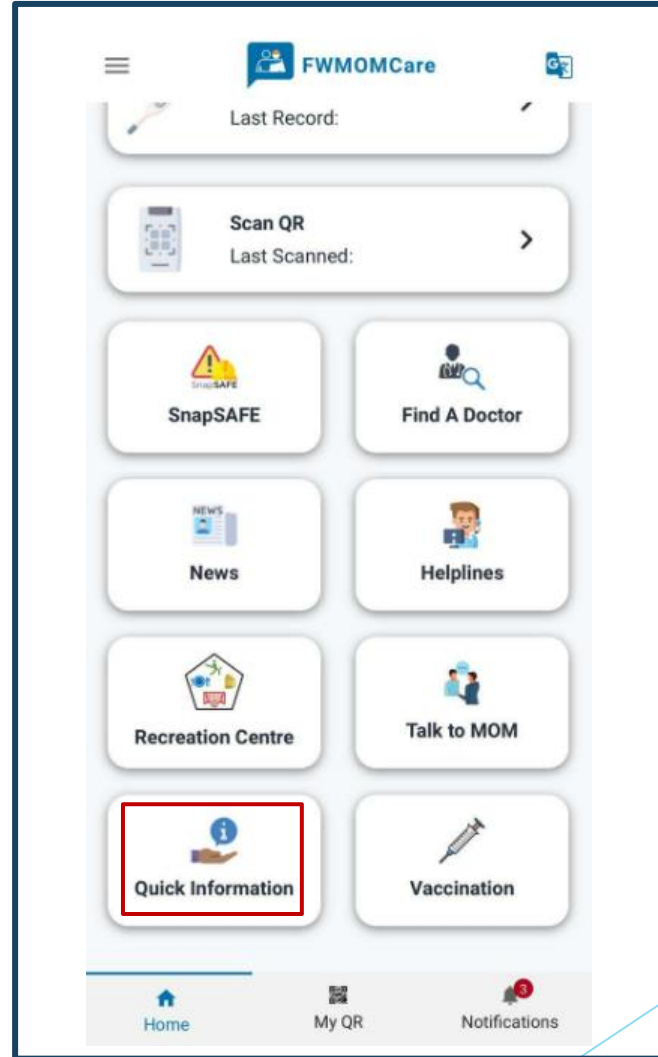 FWMOMCare
Last Record:
Scan QR
Last Scanned:
SnapSAFE
SnapSAFE
Find A Doctor
NEWS
News
Helplines
Recreation Centre
Talk to MOM
Quick Information
Vaccination
Home
My QR
3
Notifications